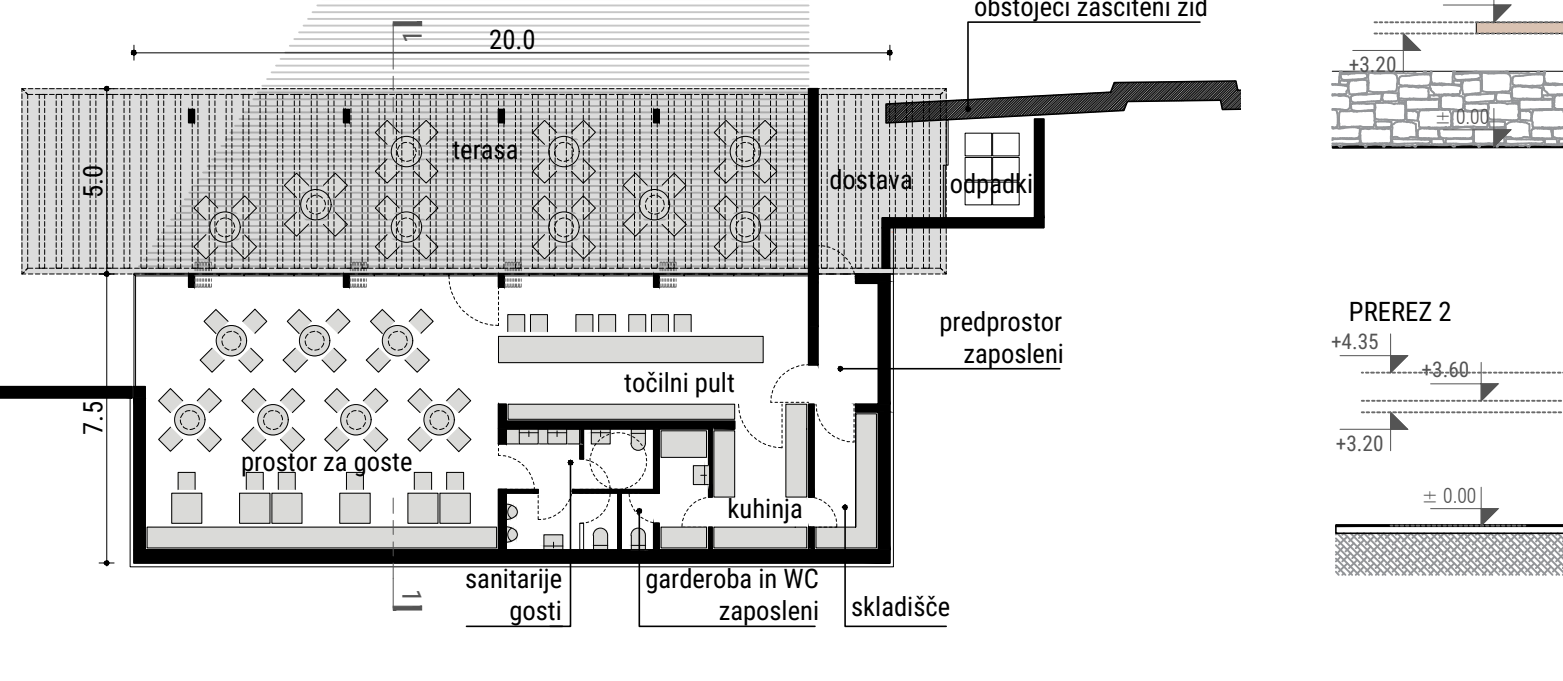 obstoječi zaščiteni zid
1
20.0
+3.20
± 0.00
terasa
5.0
dostava
odpadki
PREREZ 2
+4.35
predprostor
zaposleni
+3.60
točilni pult
7.5
+3.20
prostor za goste
± 0.00
kuhinja
sanitarije
gosti
garderoba in WC
zaposleni
skladišče
1